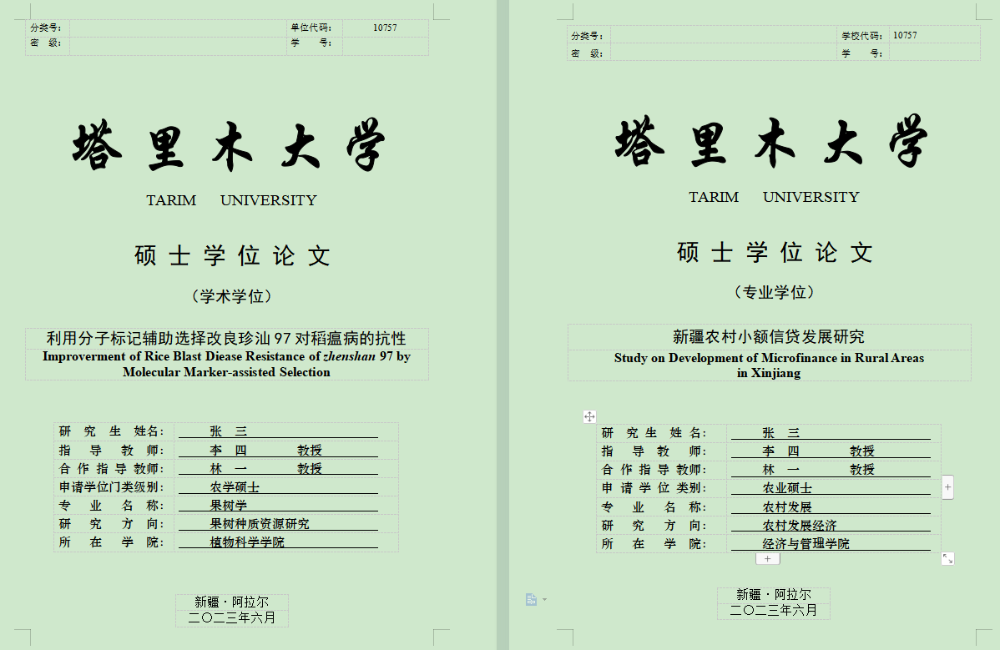 分类号：　单位代码：　10757
密　级：　学　　号：
塔里木大学
TARIM　UNIVERSITY
硕 士 学 位 论 文
（学术学位）
利用分子标记辅助选择改良珍汕 97 对稻瘟病的抗性
Improverment of Rice Blast Diease Resistance of zhenshan 97 by
Molecular Marker-assisted Selection
研 究 生 姓名：　张　三
指 导 教 师：　李　四　　教授
合 作 指 导 教师：　林　一　　教授
申请学位门类级别：　农学硕士
专 业 名 称：　果树学
研 究 方 向：　果树种质资源研究
所 在 学 院：　植物科学学院
新疆·阿拉尔
二〇二三年六月
分类号：　学校代码：　10757
密　级：　学　　号：
塔里木大学
TARIM　UNIVERSITY
硕 士 学 位 论 文
（专业学位）
新疆农村小额信贷发展研究
Study on Development of Microfinance in Rural Areas
in Xinjiang
研 究 生 姓 名：　张　三
指 导 教 师：　李　四　　教授
合 作 指 导 教师：　林　一　　教授
申 请 学 位 类别：　农业硕士
专 业 名 称：　农村发展
研 究 方 向：　农村发展经济
所 在 学 院：　经济与管理学院
新疆·阿拉尔
二〇二三年六月